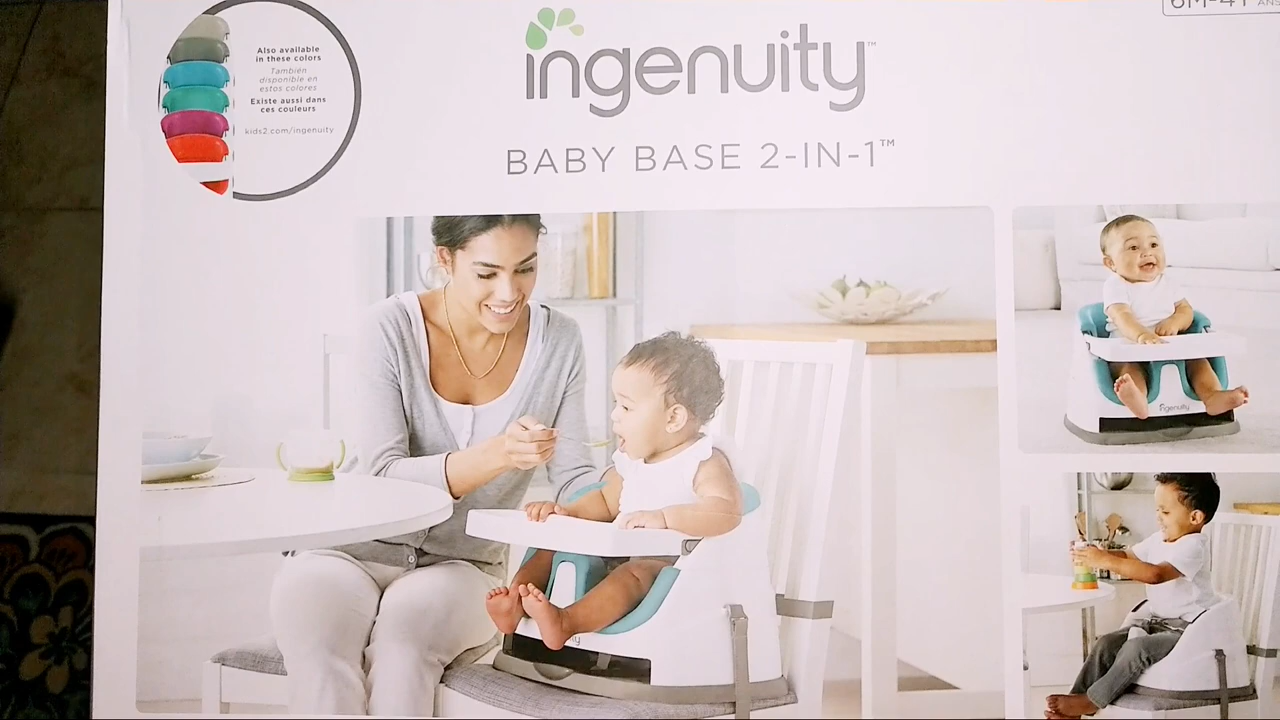 Also available
in these colors
También
disponible en
estos colores
Existe aussi dans
ces couleurs
kids2.com/ingenuity
ingenuity™
BABY BASE 2-IN-1™
ANS
ingenuity